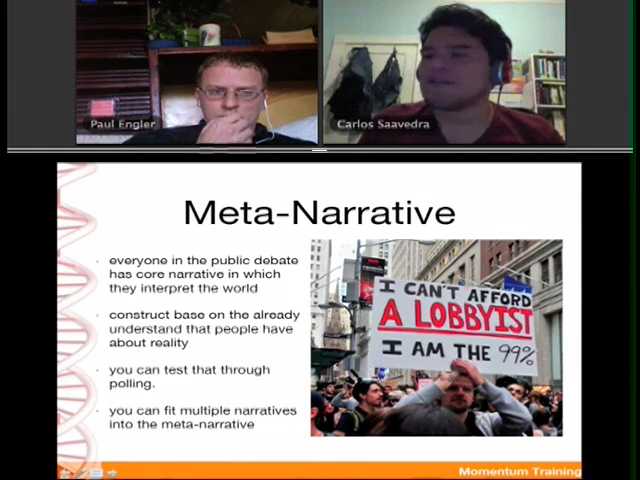 Paul Engler
Carlos Saavedra
Meta-Narrative
everyone in the public debate
has core narrative in which
they interpret the world
construct base on the already
understand that people have
about reality
you can test that through
polling.
you can fit multiple narratives
into the meta-narrative
I CAN'T AFFORD
A LOBBYIST
I AM THE 99%
Momentum Training